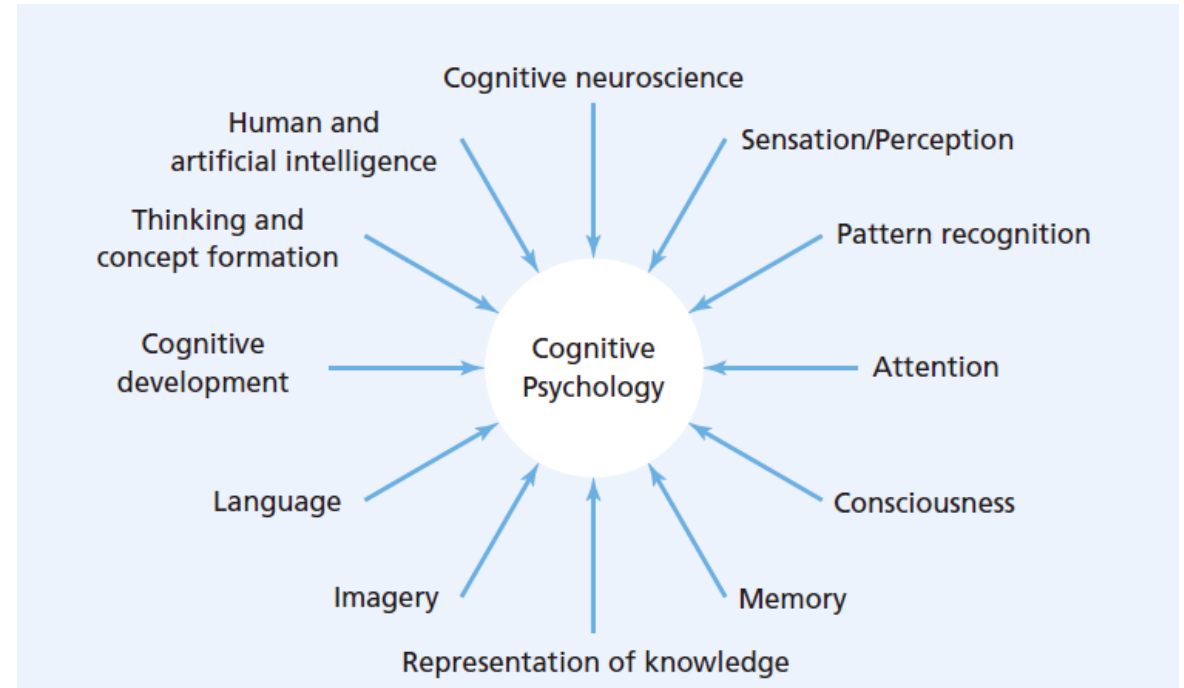 Cognitive neuroscience
Human and
artificial intelligence
Sensation/Perception
Thinking and
concept formation
Pattern recognition
Cognitive
development
Cognitive
Psychology
Attention
Language
Consciousness
Imagery
Memory
Representation of knowledge